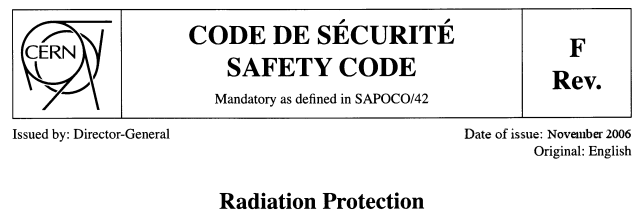 CERN
CODE DE SÉCURITÉ
SAFETY CODE
Mandatory as defined in SAPOCO/42
F
Rev.
Issued by: Director-General
Date of issue: November 2006
Original: English
Radiation Protection